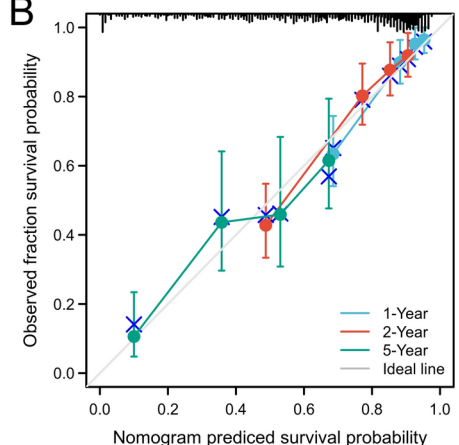 B
Observed fraction survival probability
1.0
0.8
0.6
0.4
0.2
0.0
1-Year
2-Year
5-Year
Ideal line
0.0 0.2 0.4 0.6 0.8 1.0
Nomogram prediced survival probability